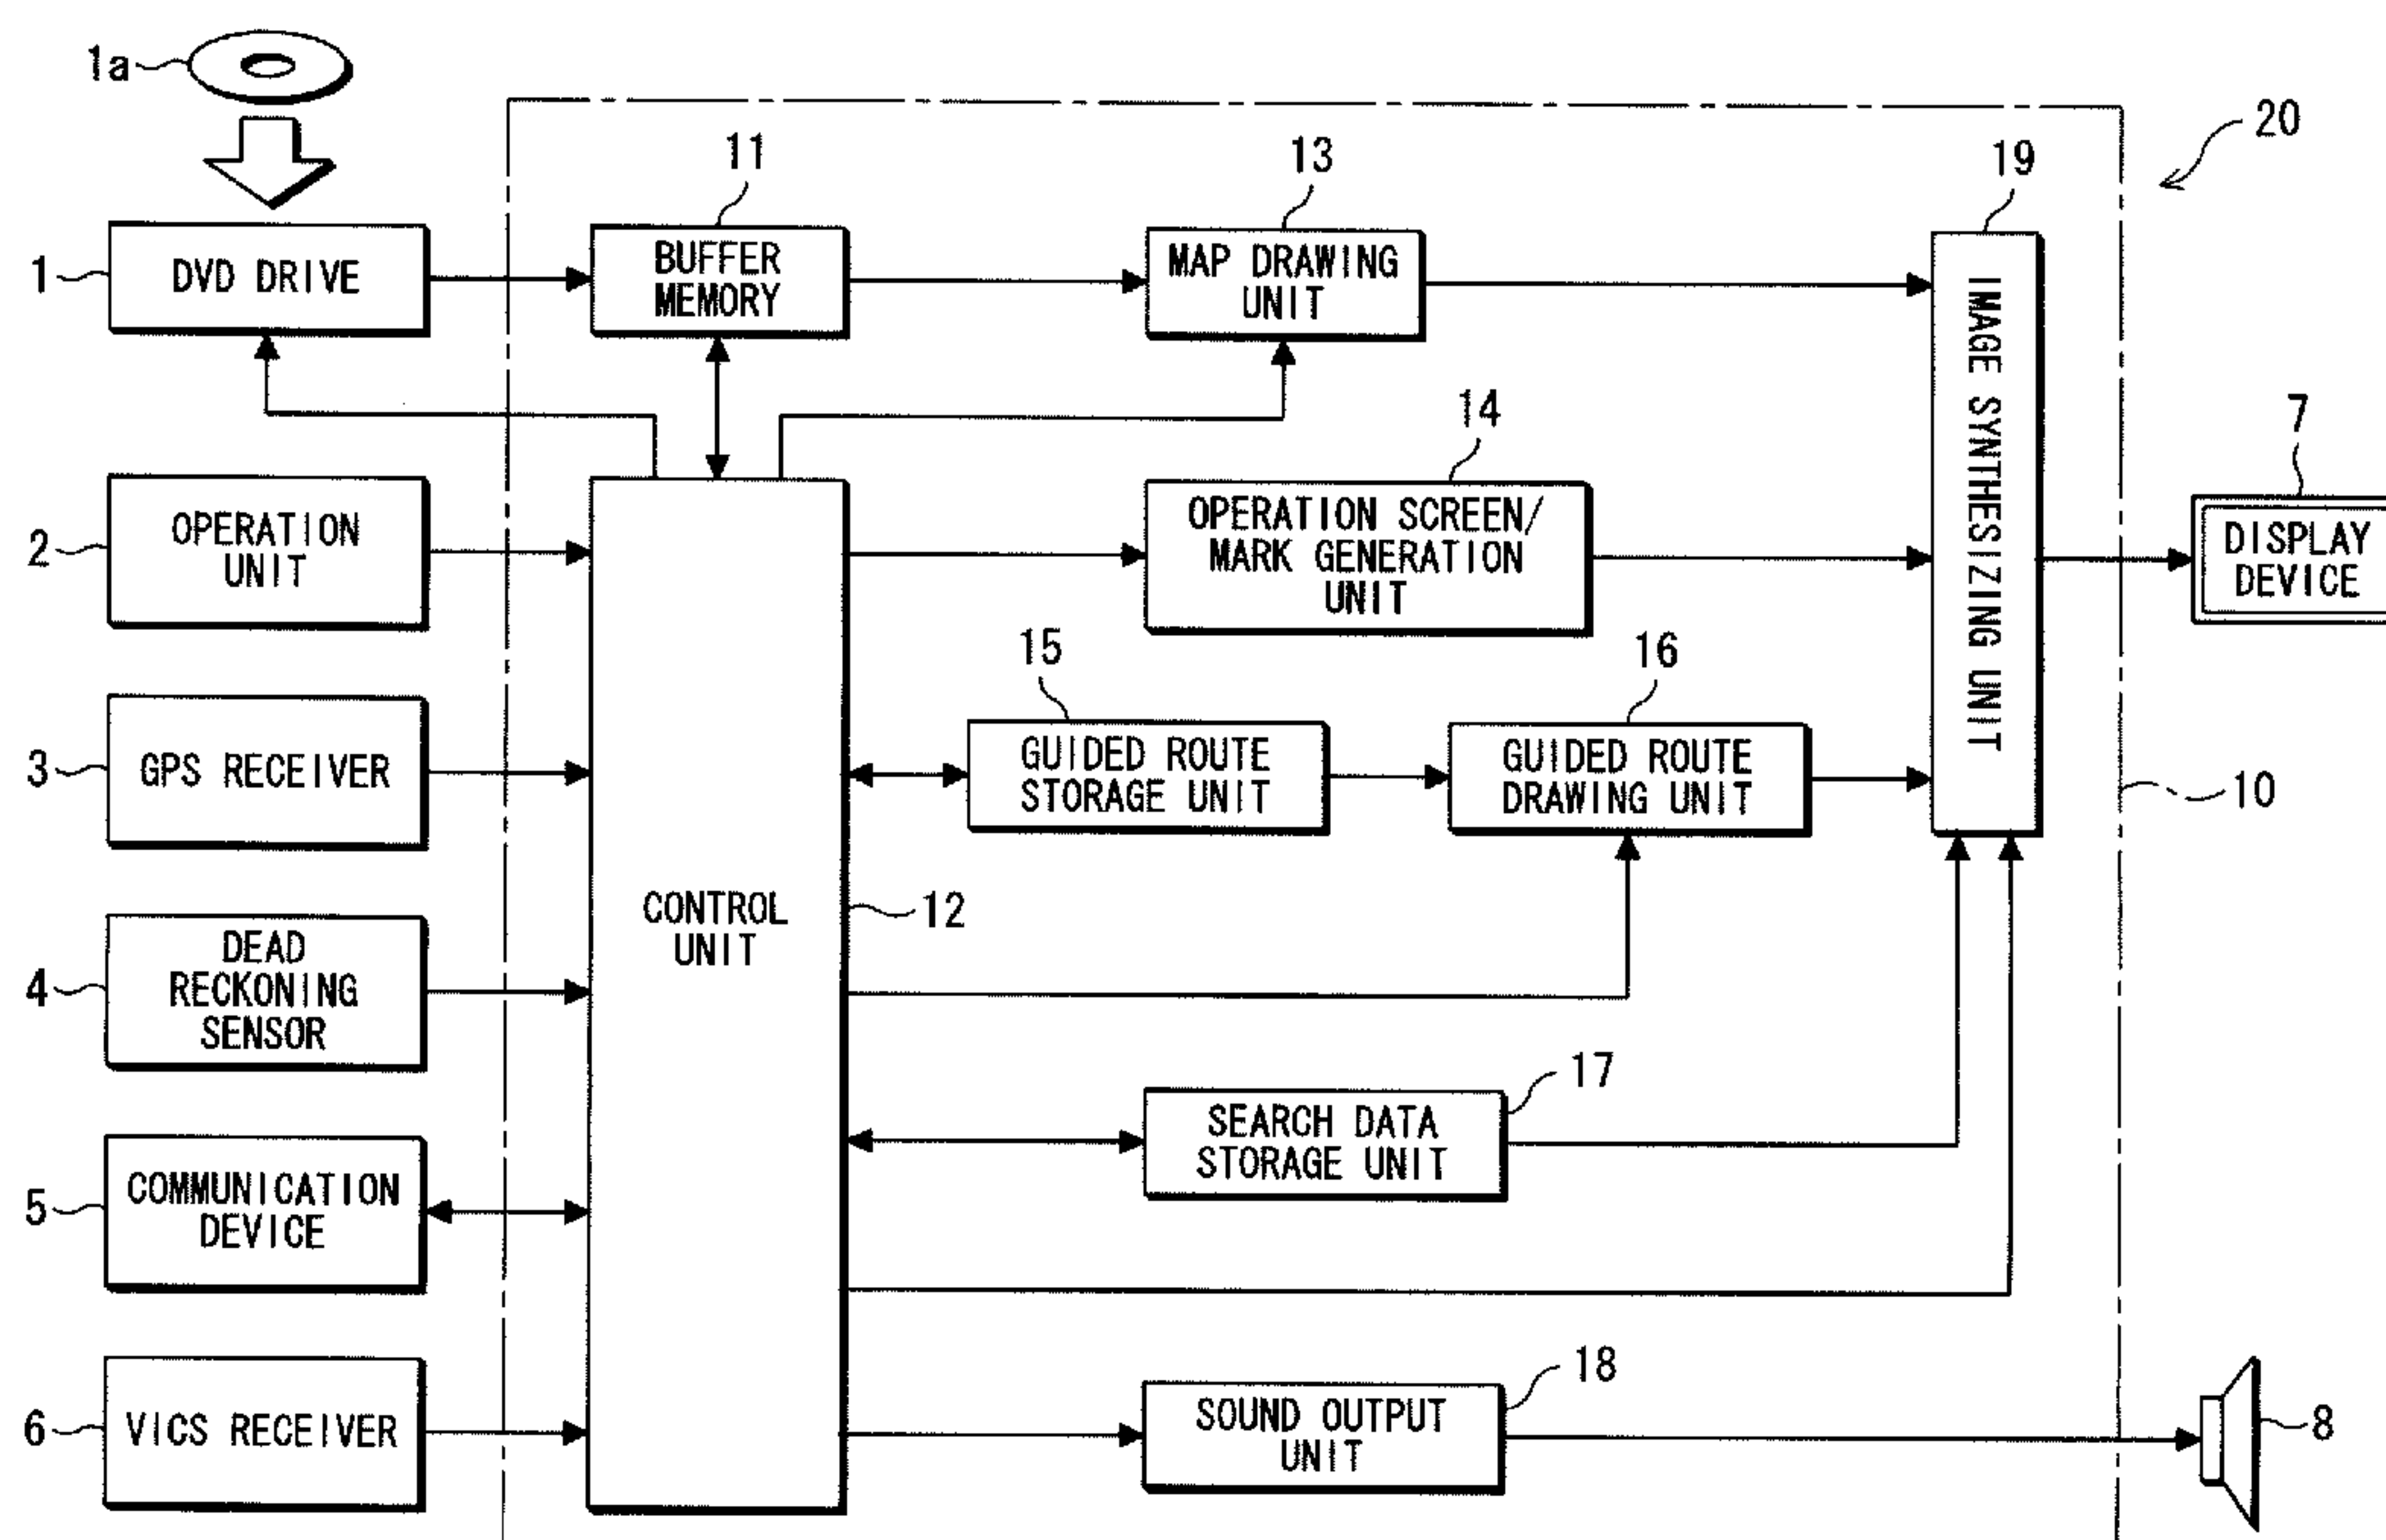 1a
20
11
13
19
1
DVD DRIVE
BUFFER
MEMORY
MAP DRAWING
UNIT
IMAGE SYNTHESIZING UNIT
14
7
2
OPERATION
UNIT
OPERATION SCREEN/
MARK GENERATION
UNIT
DISPLAY
DEVICE
15
16
3
GPS RECEIVER
GUIDED ROUTE
STORAGE UNIT
GUIDED ROUTE
DRAWING UNIT
10
CONTROL
UNIT
12
4
DEAD
RECKONING
SENSOR
17
SEARCH DATA
STORAGE UNIT
5
COMMUNICATION
DEVICE
18
6
VICS RECEIVER
SOUND OUTPUT
UNIT
8